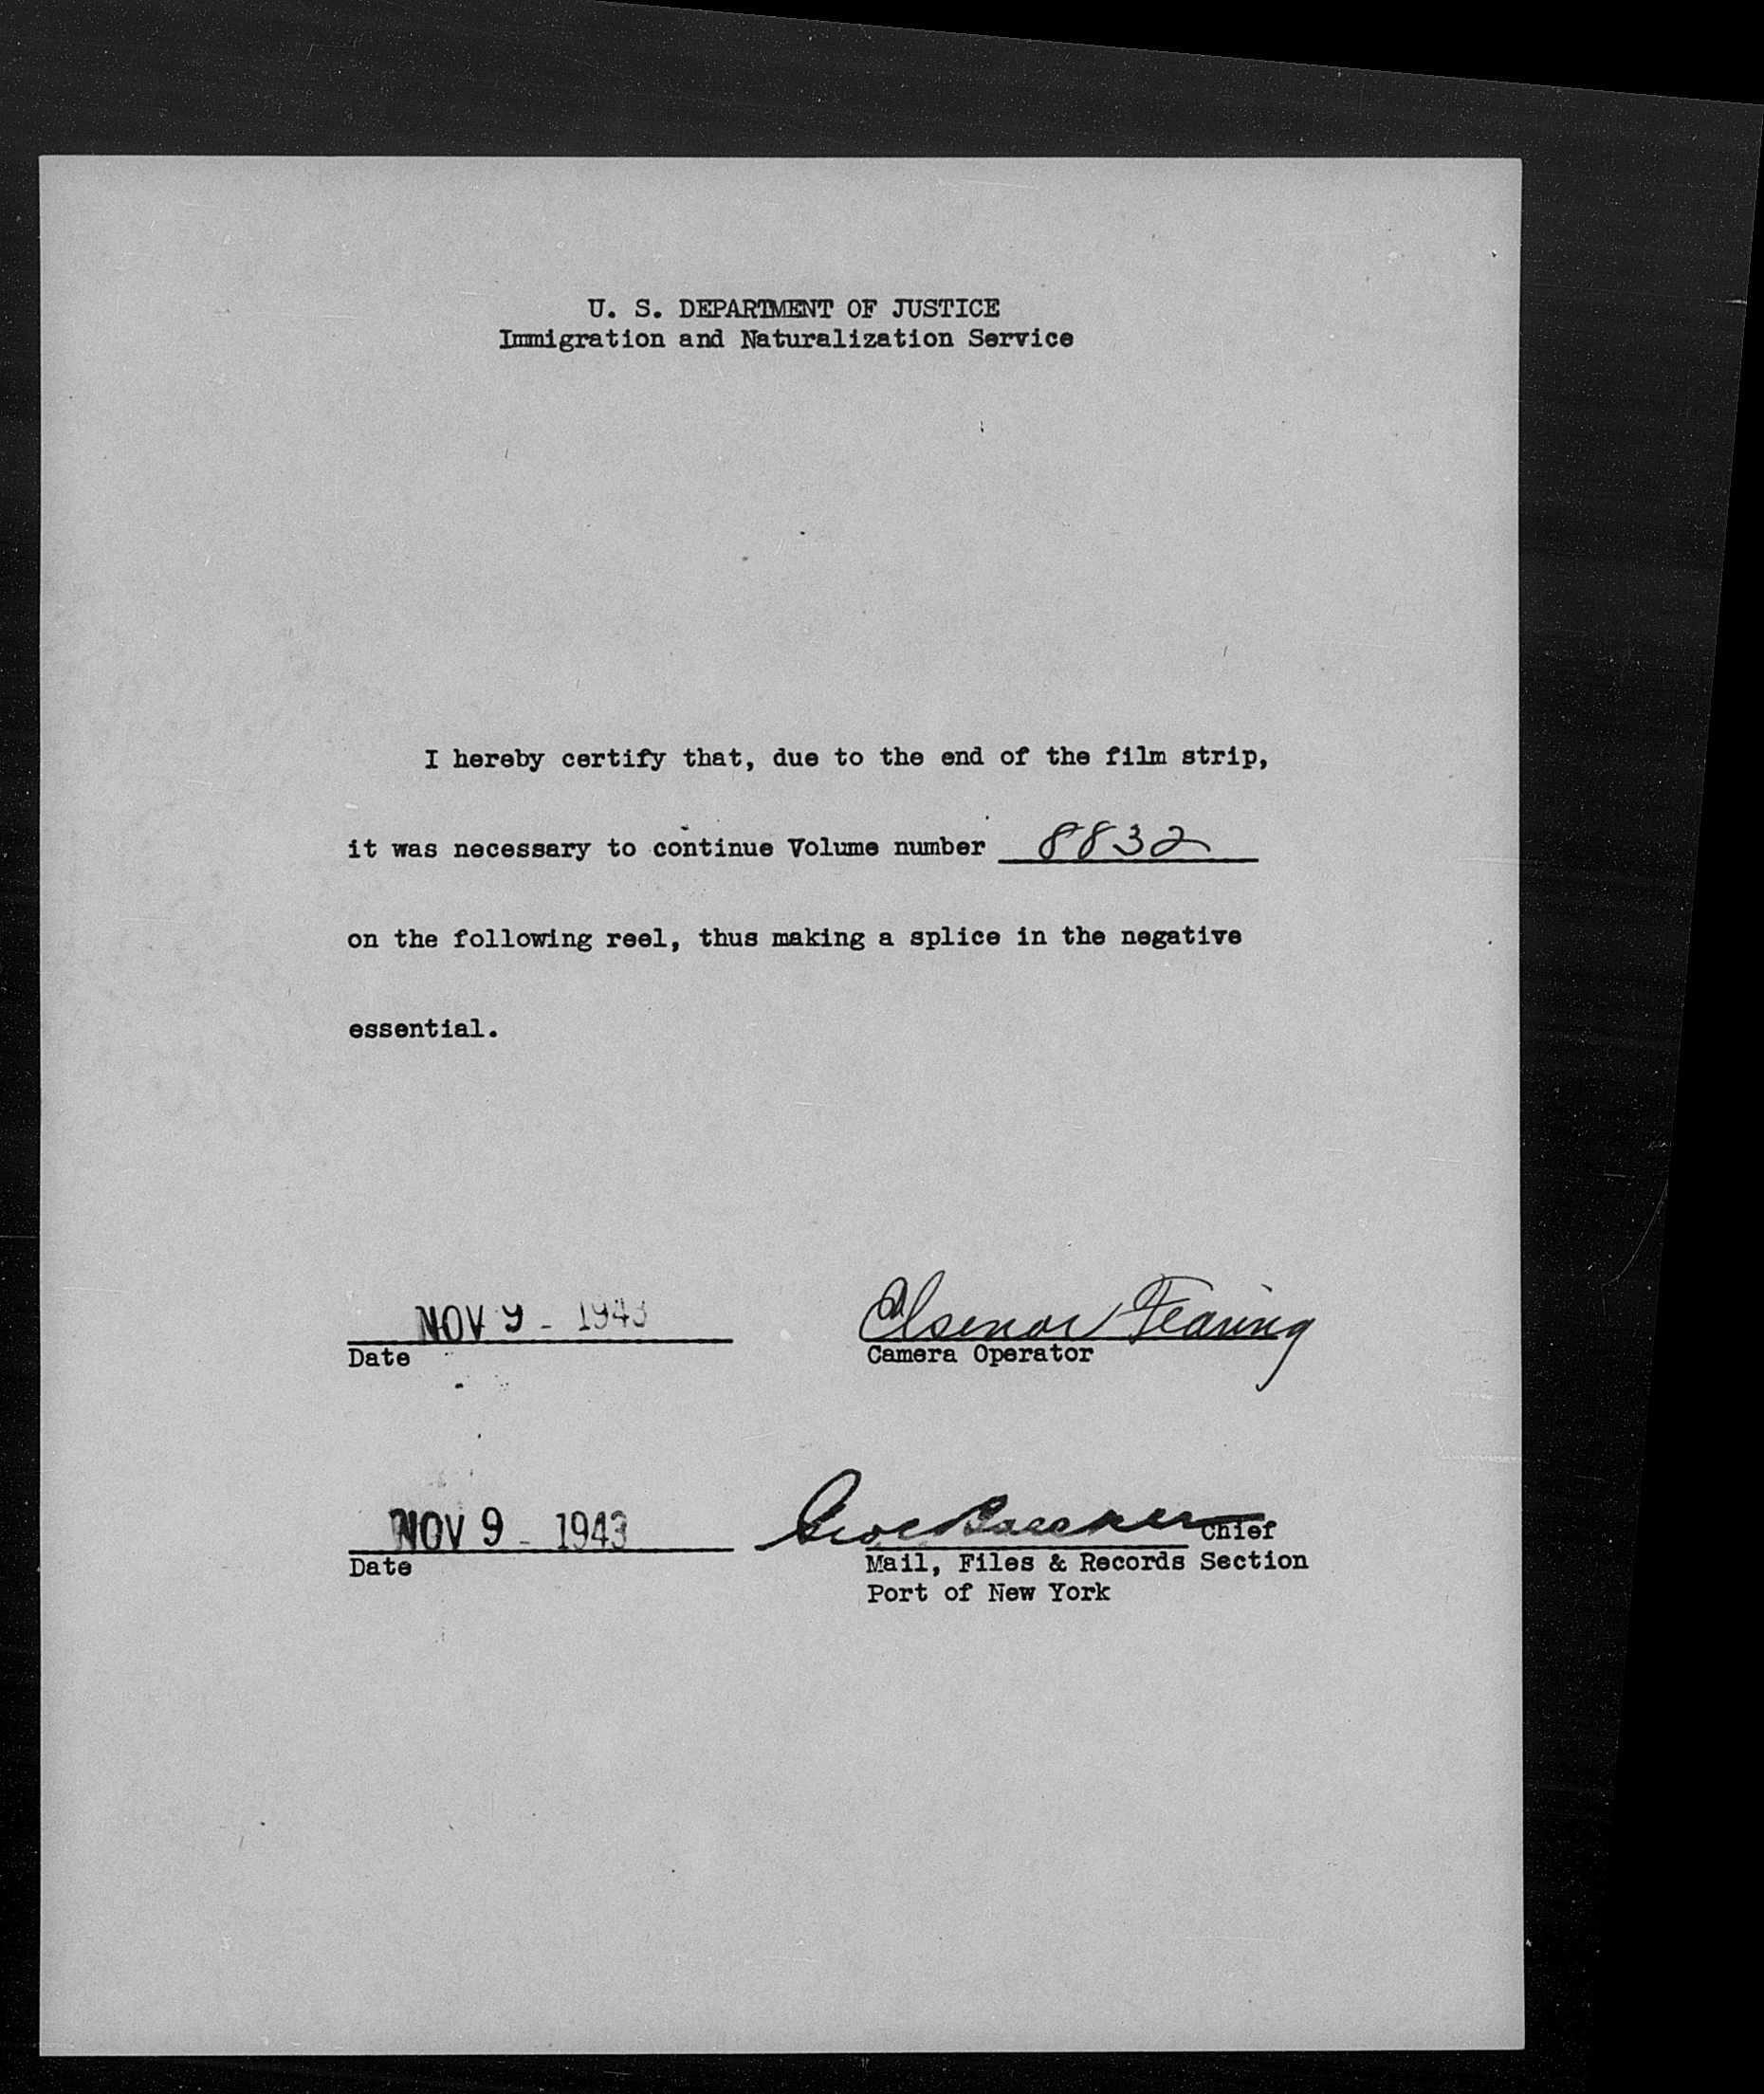 U. S. DEPARTMENT OF JUSTICE
Immigration and Naturalization Service
I hereby certify that, due to the end of the film strip,
it was necessary to continue Volume number 8832
on the following reel, thus making a splice in the negative
essential.
NOV 9 - 1943
Date
Fearing
Camera Operator
NOV 9 - 1943
Date
Chief
Mail, Files & Records Section
Port of New York